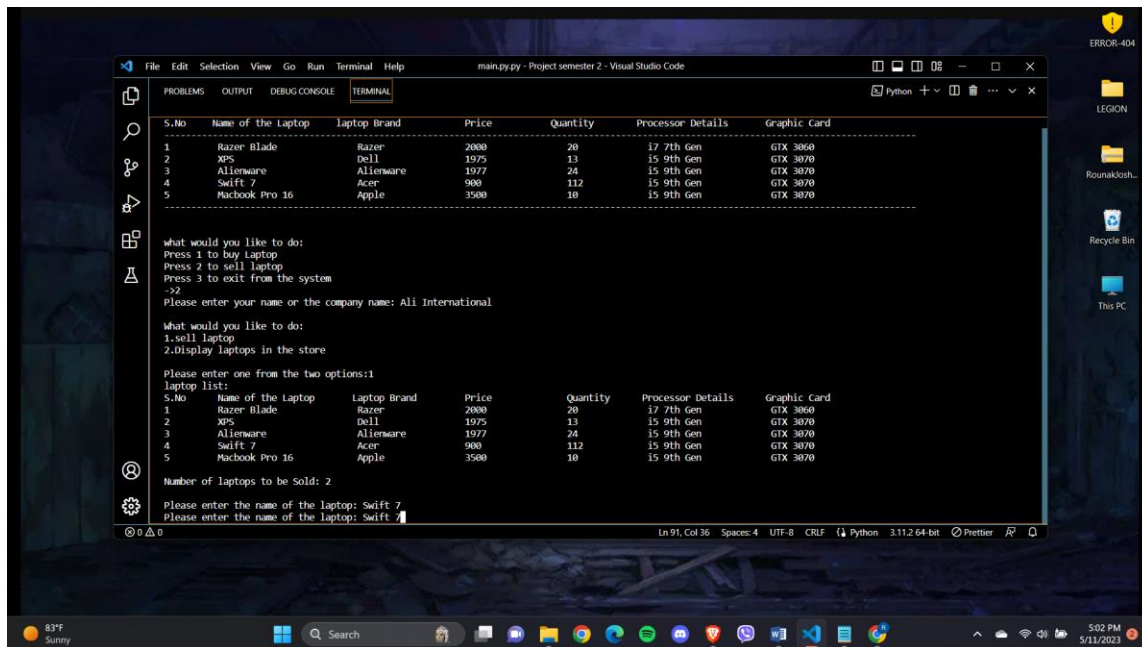 ERROR-404
File Edit Selection View Go Run Terminal Help main.py.py - Project semester 2 - Visual Studio Code
PROBLEMS OUTPUT DEBUG CONSOLE TERMINAL Python
LEGION
S.No Name of the Laptop laptop Brand Price Quantity Processor Details Graphic Card
--------------------------------------------------------------------------------
1 Razer Blade Razer 2000 20 i7 7th Gen GTX 3060
2 XPS Dell 1975 13 i5 9th Gen GTX 3070
3 Alienware Alienware 1977 24 i5 9th Gen GTX 3070
4 Swift 7 Acer 900 112 i5 9th Gen GTX 3070
5 Macbook Pro 16 Apple 3500 10 i5 9th Gen GTX 3070
--------------------------------------------------------------------------------
RounakJosh...
Recycle Bin
This PC
what would you like to do:
Press 1 to buy Laptop
Press 2 to sell laptop
Press 3 to exit from the system
->2
Please enter your name or the company name: Ali International
What would you like to do:
1.sell laptop
2.Display laptops in the store
Please enter one from the two options:1
laptop list:
S.No Name of the Laptop Laptop Brand Price Quantity Processor Details Graphic Card
1 Razer Blade Razer 2000 20 i7 7th Gen GTX 3060
2 XPS Dell 1975 13 i5 9th Gen GTX 3070
3 Alienware Alienware 1977 24 i5 9th Gen GTX 3070
4 Swift 7 Acer 900 112 i5 9th Gen GTX 3070
5 Macbook Pro 16 Apple 3500 10 i5 9th Gen GTX 3070
Number of laptops to be Sold: 2
Please enter the name of the laptop: Swift 7
Please enter the name of the laptop: Swift 7
0 0 Ln 91, Col 36 Spaces: 4 UTF-8 CRLF Python 3.11.2 64-bit Prettier
83°F
Sunny
Search
5:02 PM
5/11/2023
2